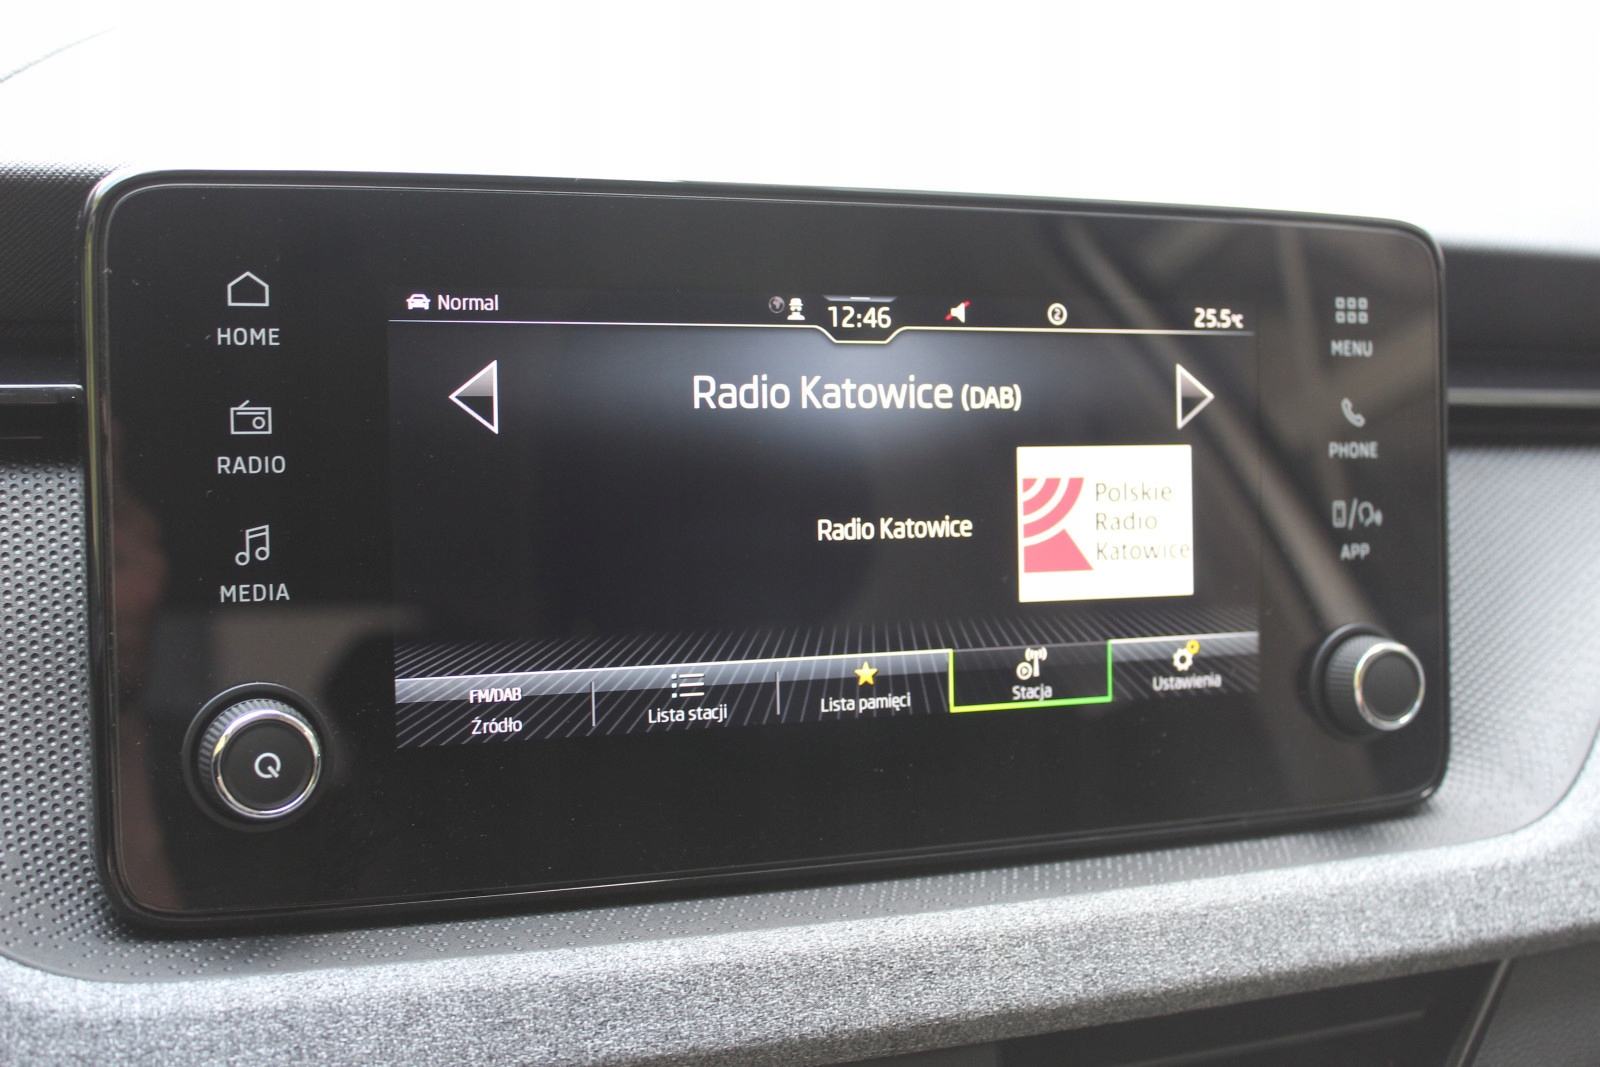 Normal
12:46
2
25.5°C
HOME
RADIO
MEDIA
Radio Katowice (DAB)
Radio Katowice
Polskie
Radio
Katowice
FM/DAB
Źródło
Lista stacji
Lista pamięci
Stacja
Ustawienia
MENU
PHONE
APP